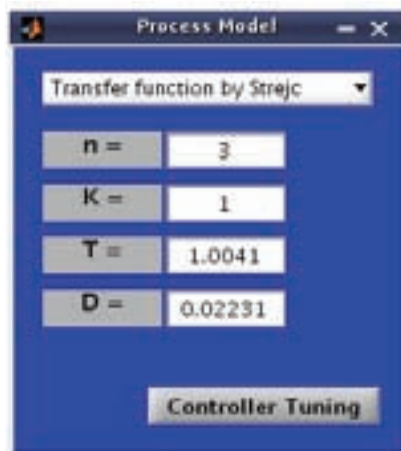 Process Model
Transfer function by Strejc
n = 3
K = 1
T = 1.0041
D = 0.02231
Controller Tuning